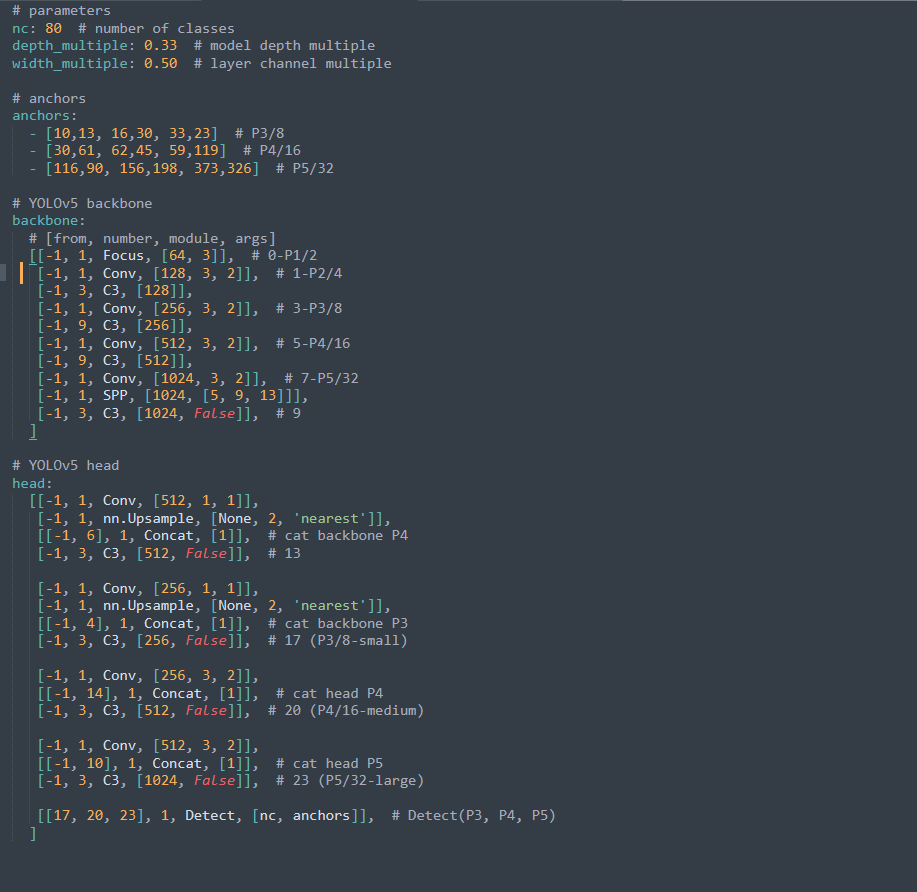 # parameters
nc: 80  # number of classes
depth_multiple: 0.33  # model depth multiple
width_multiple: 0.50  # layer channel multiple

# anchors
anchors:
  - [10,13, 16,30, 33,23]  # P3/8
  - [30,61, 62,45, 59,119]  # P4/16
  - [116,90, 156,198, 373,326]  # P5/32

# YOLOv5 backbone
backbone:
  # [from, number, module, args]
  [[-1, 1, Focus, [64, 3]],  # 0-P1/2
   [-1, 1, Conv, [128, 3, 2]],  # 1-P2/4
   [-1, 3, C3, [128]],
   [-1, 1, Conv, [256, 3, 2]],  # 3-P3/8
   [-1, 9, C3, [256]],
   [-1, 1, Conv, [512, 3, 2]],  # 5-P4/16
   [-1, 9, C3, [512]],
   [-1, 1, Conv, [1024, 3, 2]],  # 7-P5/32
   [-1, 1, SPP, [1024, [5, 9, 13]]],
   [-1, 3, C3, [1024, False]],  # 9
  ]

# YOLOv5 head
head:
  [[-1, 1, Conv, [512, 1, 1]],
   [-1, 1, nn.Upsample, [None, 2, 'nearest']],
   [[-1, 6], 1, Concat, [1]],  # cat backbone P4
   [-1, 3, C3, [512, False]],  # 13

   [-1, 1, Conv, [256, 1, 1]],
   [-1, 1, nn.Upsample, [None, 2, 'nearest']],
   [[-1, 4], 1, Concat, [1]],  # cat backbone P3
   [-1, 3, C3, [256, False]],  # 17 (P3/8-small)

   [-1, 1, Conv, [256, 3, 2]],
   [[-1, 14], 1, Concat, [1]],  # cat head P4
   [-1, 3, C3, [512, False]],  # 20 (P4/16-medium)

   [-1, 1, Conv, [512, 3, 2]],
   [[-1, 10], 1, Concat, [1]],  # cat head P5
   [-1, 3, C3, [1024, False]],  # 23 (P5/32-large)

   [[17, 20, 23], 1, Detect, [nc, anchors]],  # Detect(P3, P4, P5)
  ]